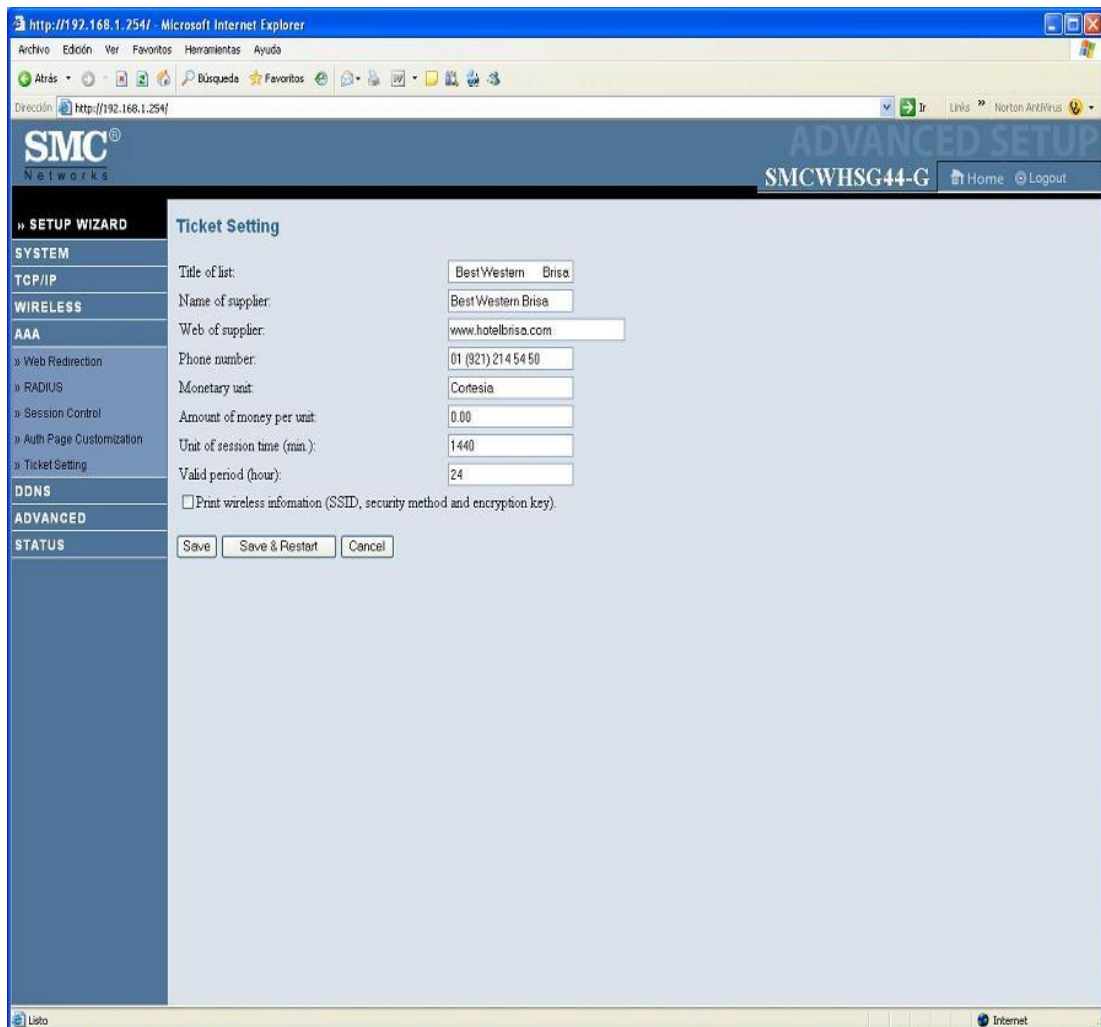 http://192.168.1.254/ - Microsoft Internet Explorer
Archivo Edición Ver Favoritos Herramientas Ayuda
Atrás Búsqueda Favoritos
Dirección http://192.168.1.254/ Ir Links » Norton AntiVirus
SMC®
Networks
ADVANCED SETUP
SMCWHSG44-G Home Logout
» SETUP WIZARD
SYSTEM
TCP/IP
WIRELESS
AAA
» Web Redirection
» RADIUS
» Session Control
» Auth Page Customization
» Ticket Setting
DDNS
ADVANCED
STATUS
Ticket Setting
Title of list: Best Western Brisa
Name of supplier: Best Western Brisa
Web of supplier: www.hotelbrisa.com
Phone number: 01 (921) 214 54 50
Monetary unit: Cortesia
Amount of money per unit: 0.00
Unit of session time (min.): 1440
Valid period (hour): 24
Print wireless infomation (SSID, security method and encryption key).
Save Save & Restart Cancel
Listo Internet